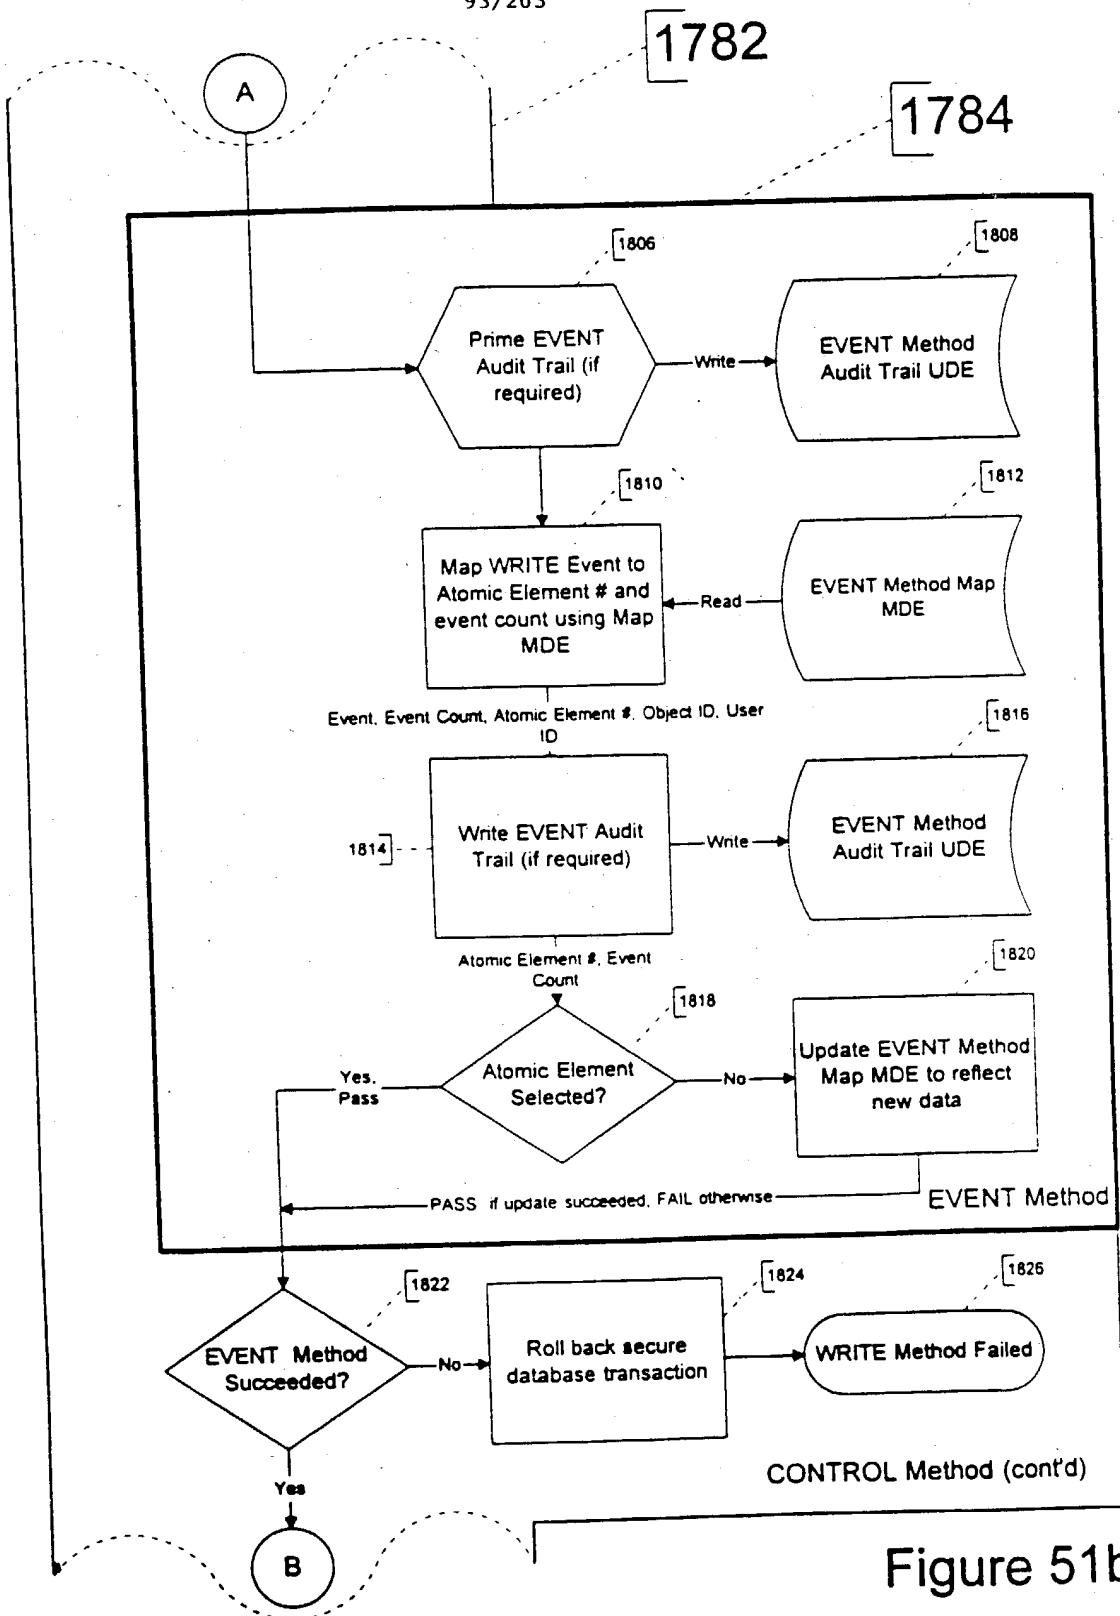 93/203
1782
A
1784
1806
1808
Prime EVENT
Audit Trail (if
required)
Write
EVENT Method
Audit Trail UDE
1810
1812
Map WRITE Event to
Atomic Element # and
event count using Map
MDE
Read
EVENT Method Map
MDE
Event, Event Count, Atomic Element #, Object ID, User
ID
1816
1814
Write EVENT Audit
Trail (if required)
Write
EVENT Method
Audit Trail UDE
Atomic Element #, Event
Count
1820
1818
Yes,
Pass
Atomic Element
Selected?
No
Update EVENT Method
Map MDE to reflect
new data
PASS if update succeeded, FAIL otherwise
EVENT Method
1822
1824
1826
EVENT Method
Succeeded?
No
Roll back secure
database transaction
WRITE Method Failed
Yes
CONTROL Method (cont'd)
B
Figure 51b